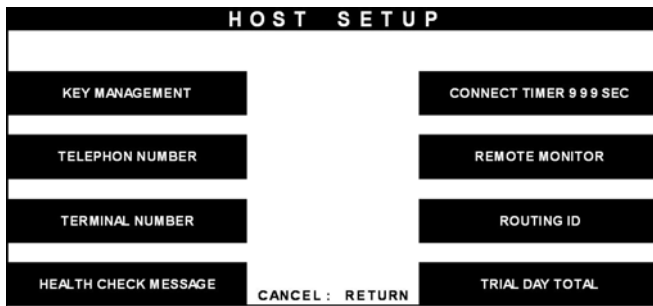 HOST SETUP
KEY MANAGEMENT
CONNECT TIMER 999 SEC
TELEPHON NUMBER
REMOTE MONITOR
TERMINAL NUMBER
ROUTING ID
HEALTH CHECK MESSAGE
CANCEL : RETURN
TRIAL DAY TOTAL